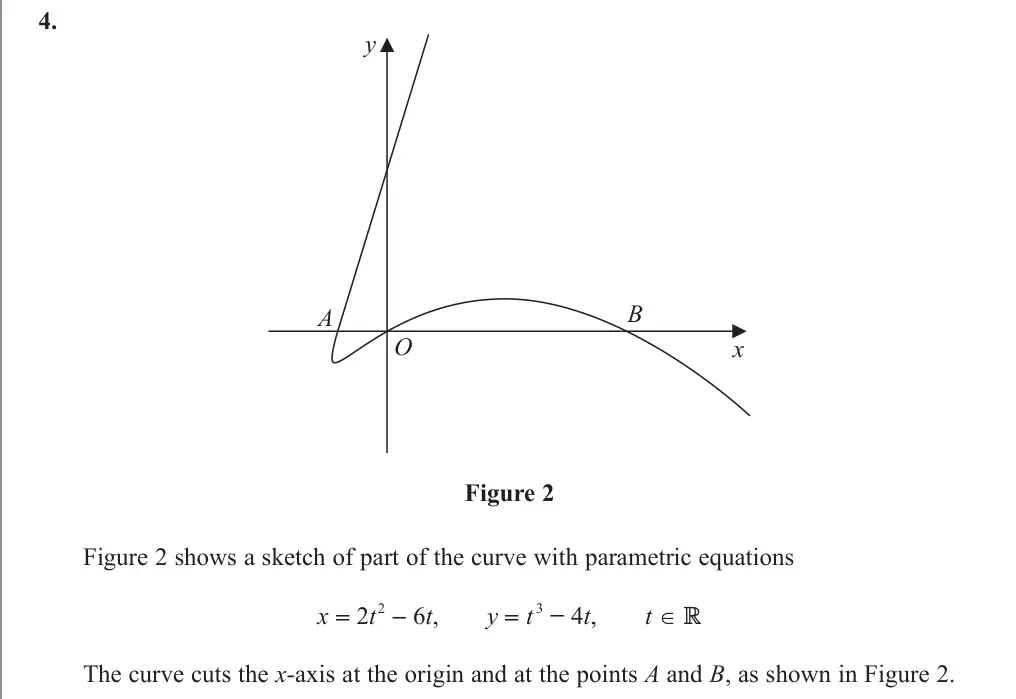 4.
y
A
B
O
x
Figure 2
Figure 2 shows a sketch of part of the curve with parametric equations
x = 2t² – 6t, y = t³ – 4t, t ∈ ℝ
The curve cuts the x-axis at the origin and at the points A and B, as shown in Figure 2.